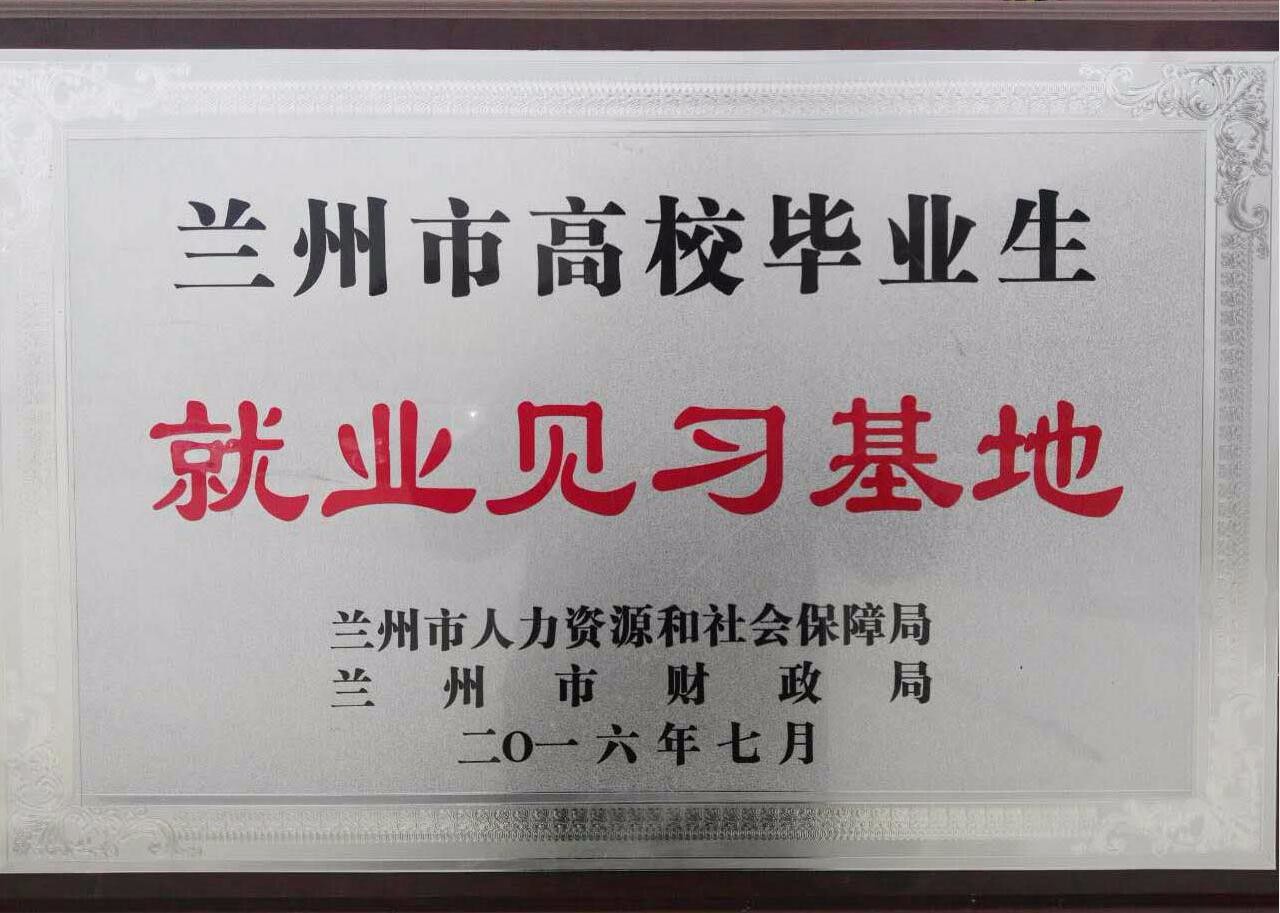 兰州市高校毕业生
就业见习基地
兰州市人力资源和社会保障局
兰州市财政局
二〇一六年七月